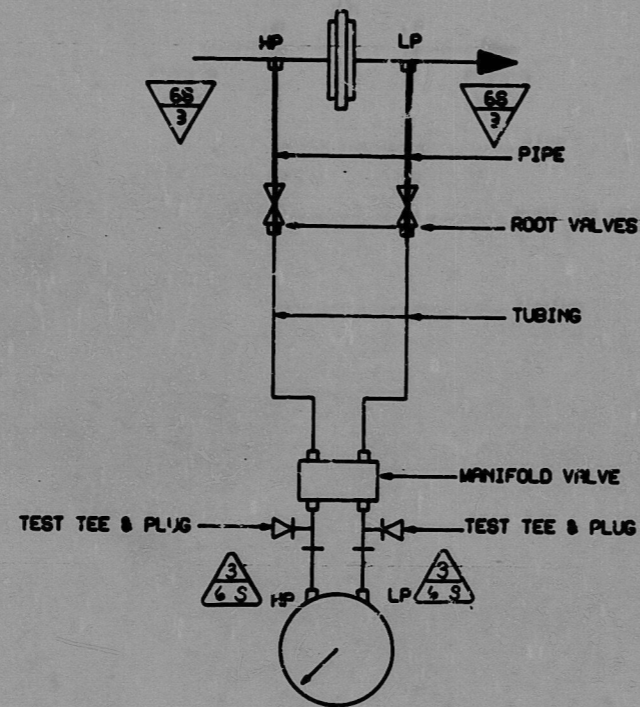 HP LP
6S
3
6S
3
PIPE
ROOT VALVES
TUBING
MANIFOLD VALVE
TEST TEE & PLUG
TEST TEE & PLUG
3
6 S
3
6 S
HP LP